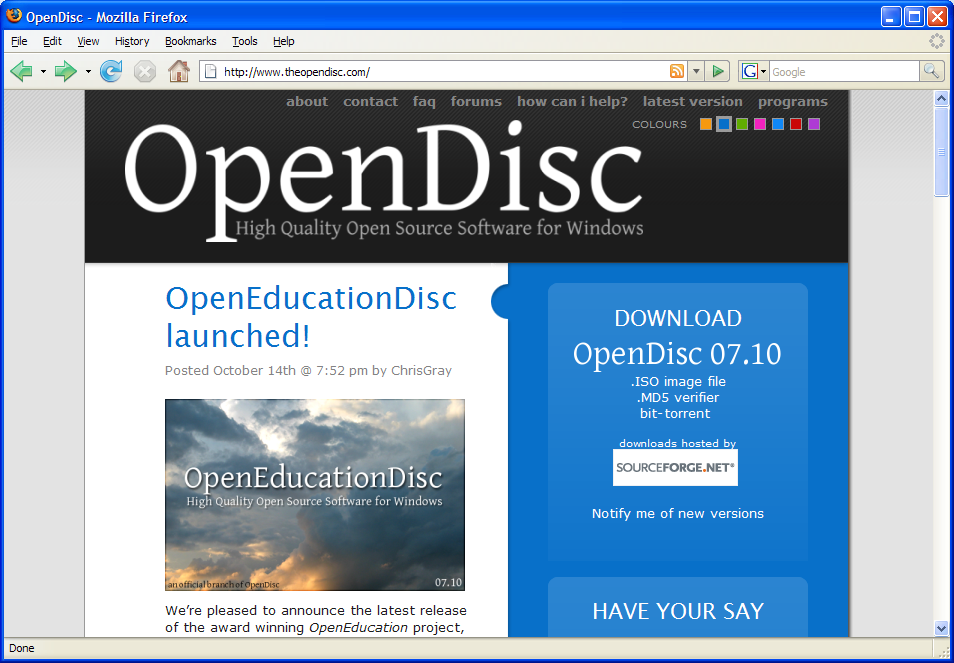 OpenDisc - Mozilla Firefox
File Edit View History Bookmarks Tools Help
http://www.theopendisc.com/
G Google
about contact faq forums how can i help? latest version programs
COLOURS
OpenDisc
High Quality Open Source Software for Windows
OpenEducationDisc
launched!
Posted October 14th @ 7:52 pm by ChrisGray
OpenEducationDisc
High Quality Open Source Software for Windows
an official branch of OpenDisc
07.10
We’re pleased to announce the latest release
of the award winning OpenEducation project,
DOWNLOAD
OpenDisc 07.10
.ISO image file
.MD5 verifier
bit-torrent
downloads hosted by
SOURCEFORGE.NET®
Notify me of new versions
HAVE YOUR SAY
Done